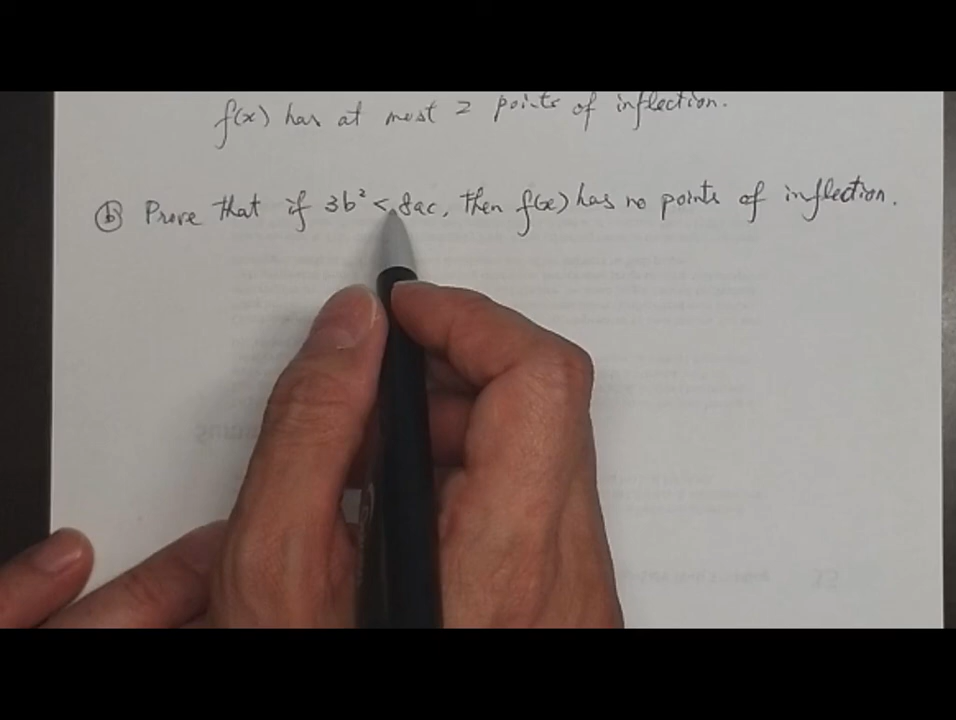 f(x) has at most 2 points of inflection.
ⓑ Prove that if 3b² < 8ac, then f(x) has no points of inflection.